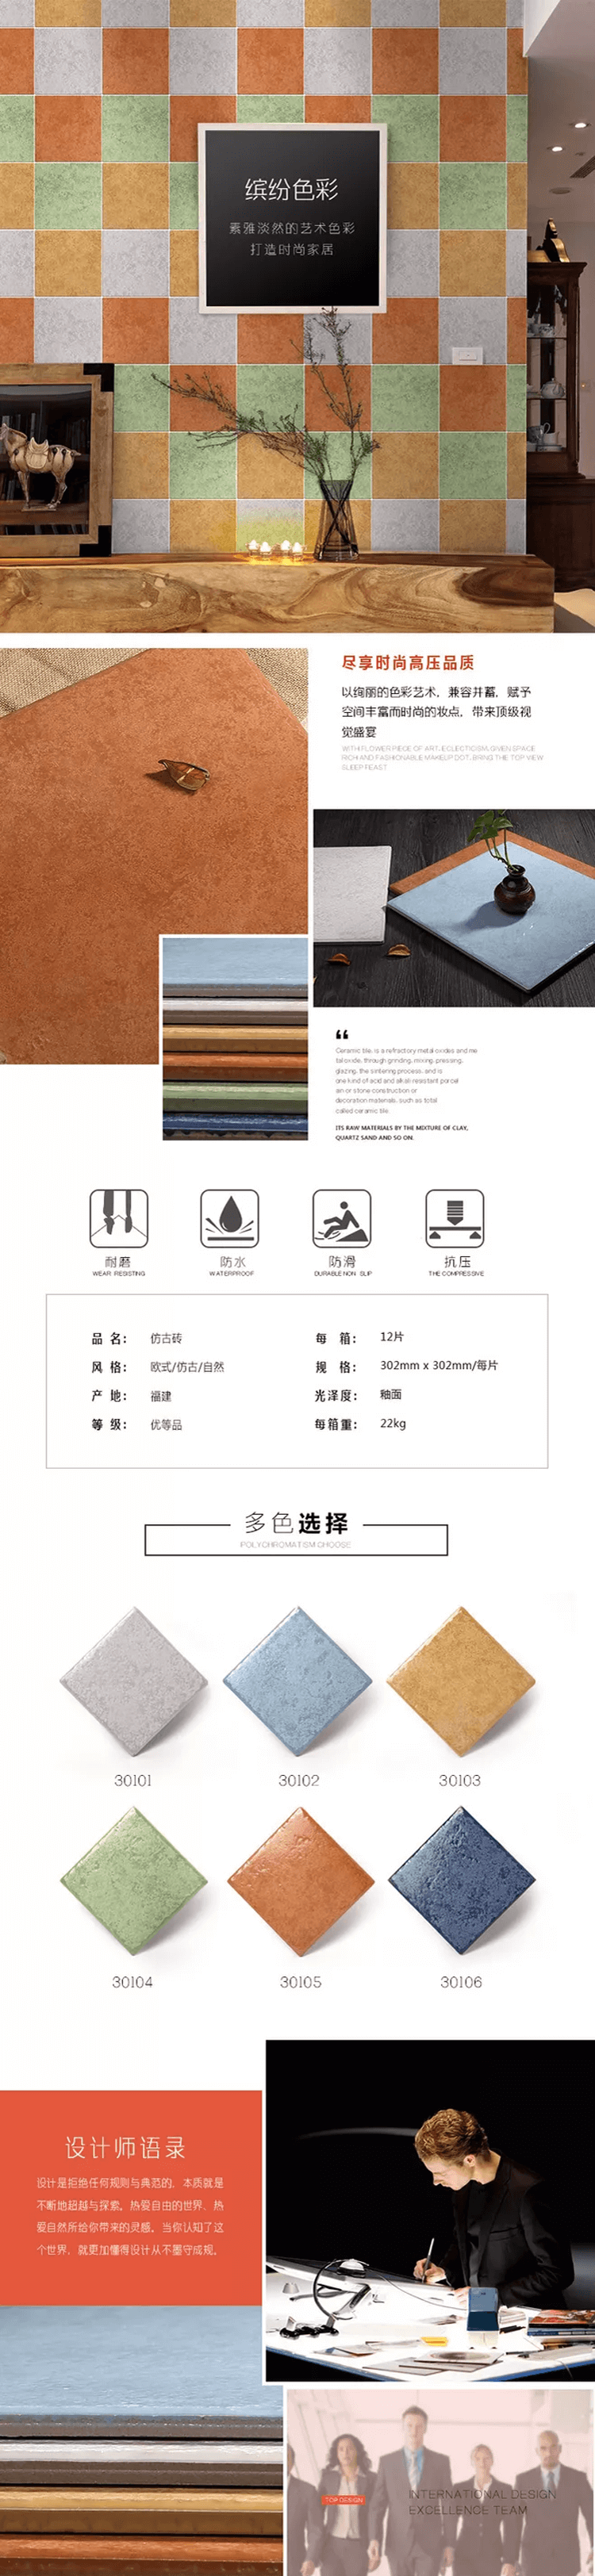 缤纷色彩
素雅淡然的艺术色彩
打造时尚家居
尽享时尚高压品质
以绚丽的色彩艺术，兼容并蓄，赋予
空间丰富而时尚的妆点，带来顶级视
觉盛宴
WITH FLOWER PIECE OF ART, ECLECTICISM, GIVEN SPACE
RICH AND FASHIONABLE MAKEUP DOT, BRING THE TOP VIEW
SLEEP FEAST
Ceramic tile, is a refractory metal oxides and me
tal oxide, through grinding, mixing, pressing,
glazing, the sintering process, and is
one kind of acid and alkali resistant porcel
ain or stone construction or
decoration materials, such as total
called ceramic tile.
ITS RAW MATERIALS BY THE MIXTURE OF CLAY,
QUARTZ SAND AND SO ON.
耐磨 防水 防滑 抗压
WEAR RESISTING WATERPROOF DURABLE NON SLIP THE COMPRESSIVE
品 名： 仿古砖 每 箱： 12片
风 格： 欧式/仿古/自然 规 格： 302mm x 302mm/每片
产 地： 福建 光泽度： 釉面
等 级： 优等品 每箱重： 22kg
多色选择
POLYCHROMATISM CHOOSE
30101 30102 30103
30104 30105 30106
设计师语录
设计是拒绝任何规则与典范的，本质就是
不断地超越与探索。热爱自由的世界，热
爱自然所给你带来的灵感。当你认知了这
个世界，就更加懂得设计从不墨守成规。
TOP DESIGN
INTERNATIONAL DESIGN
EXCELLENCE TEAM